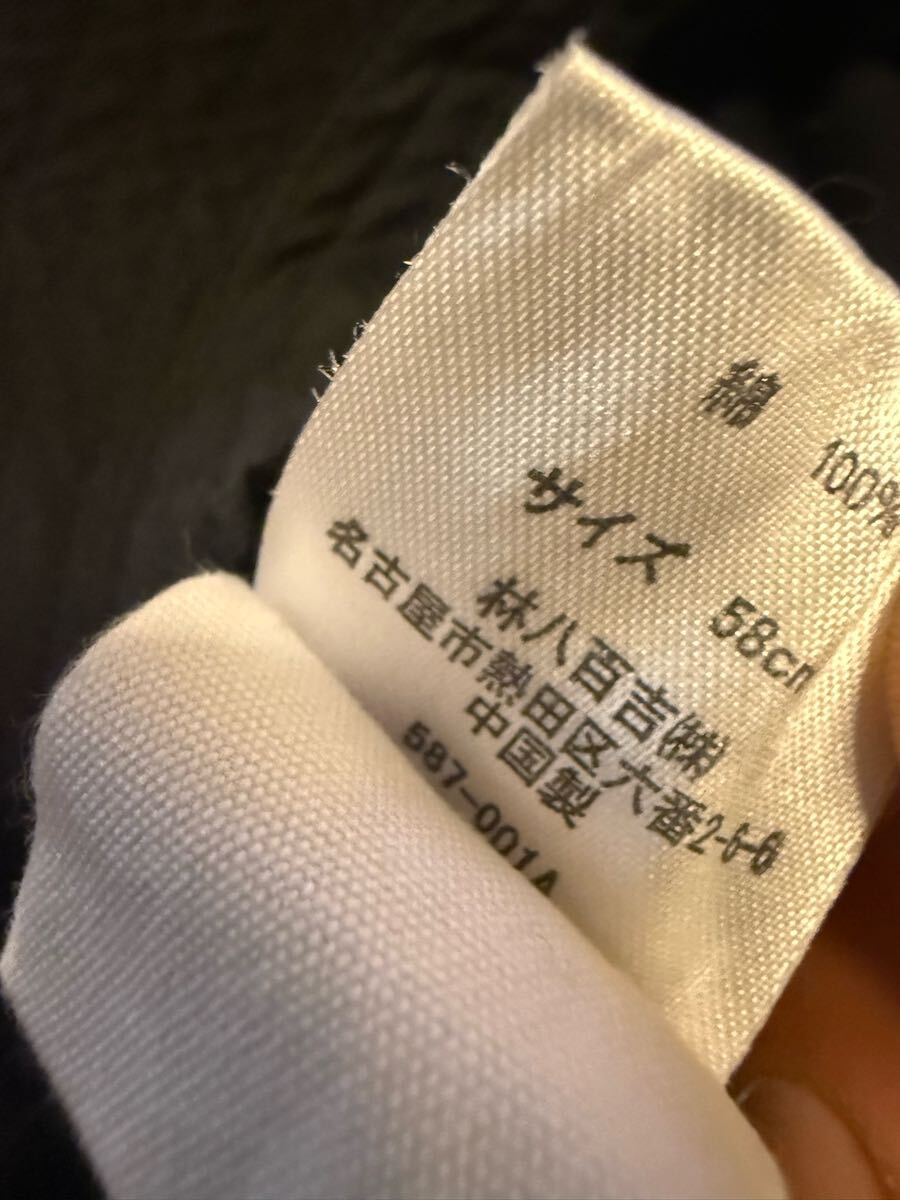 綿 100%
サイズ 58cm
林八百吉㈱
名古屋市熱田区六番2-6-6
中国製
587-001A